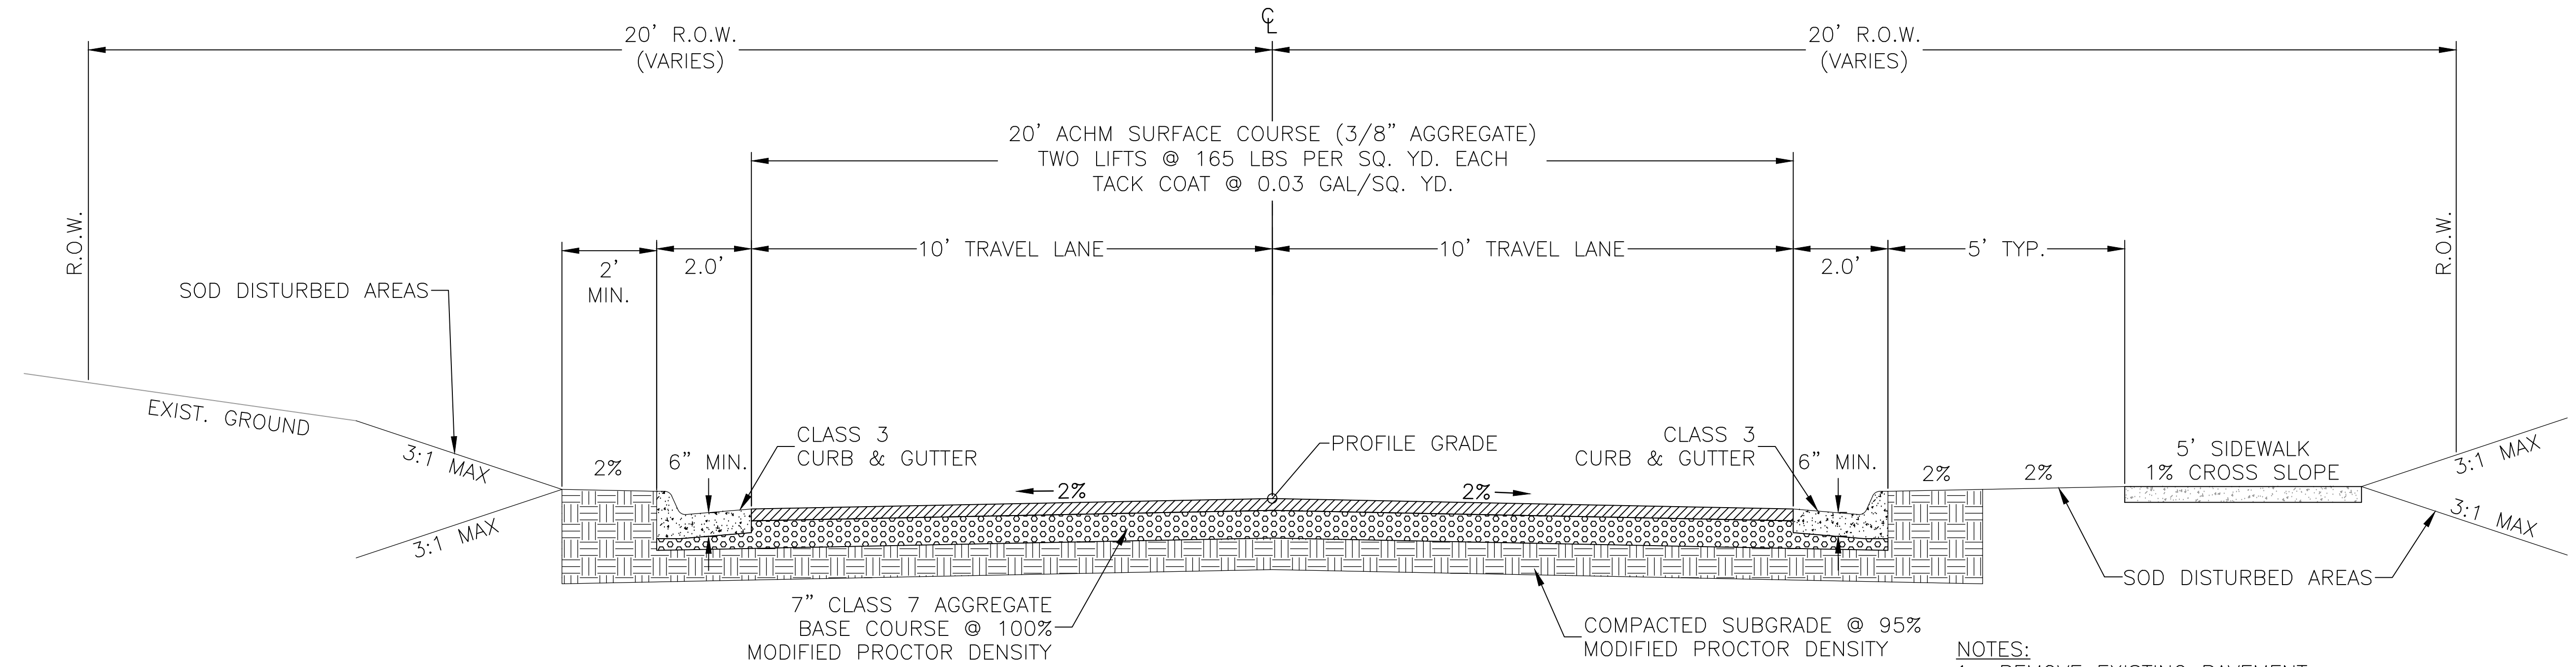 ℄
20' R.O.W.
(VARIES)
20' R.O.W.
(VARIES)
20' ACHM SURFACE COURSE (3/8" AGGREGATE)
TWO LIFTS @ 165 LBS PER SQ. YD. EACH
TACK COAT @ 0.03 GAL/SQ. YD.
R.O.W.
R.O.W.
2'
MIN.
2.0'
10' TRAVEL LANE
10' TRAVEL LANE
2.0'
5' TYP.
SOD DISTURBED AREAS
EXIST. GROUND
3:1 MAX
3:1 MAX
2%
6" MIN.
CLASS 3
CURB & GUTTER
2%
PROFILE GRADE
2%
CLASS 3
CURB & GUTTER
6" MIN.
2%
2%
5' SIDEWALK
1% CROSS SLOPE
3:1 MAX
3:1 MAX
SOD DISTURBED AREAS
7" CLASS 7 AGGREGATE
BASE COURSE @ 100%
MODIFIED PROCTOR DENSITY
COMPACTED SUBGRADE @ 95%
MODIFIED PROCTOR DENSITY
NOTES:
1. REMOVE EXISTING PAVEMENT